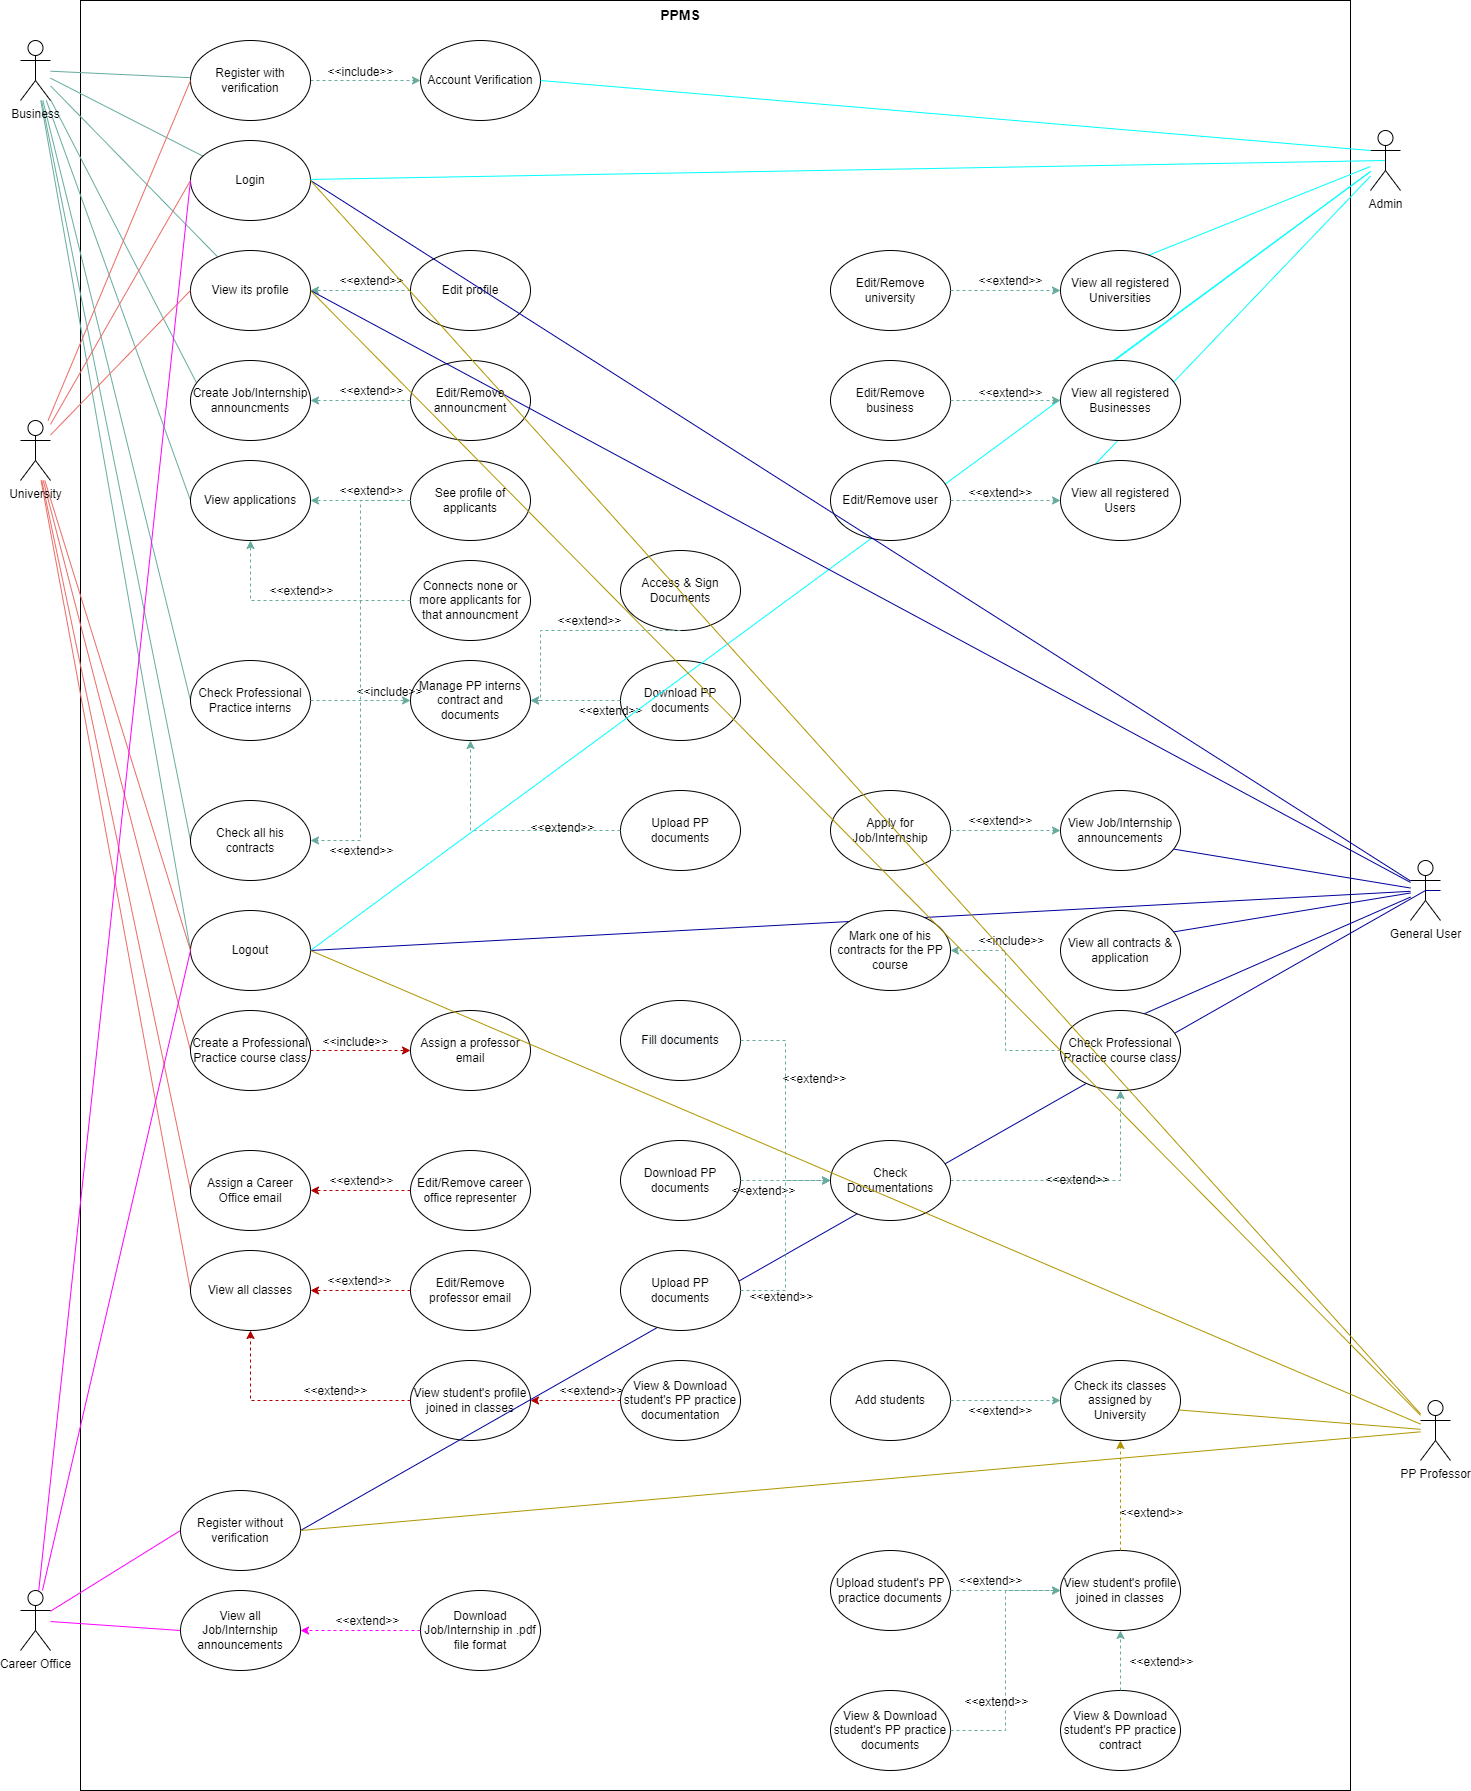 PPMS
Business
Register with
verification
<<include>>
Account Verification
Login
Admin
View its profile
<<extend>>
Edit profile
Edit/Remove
university
<<extend>>
View all registered
Universities
Create Job/Internship
announcments
<<extend>>
Edit/Remove
announcment
Edit/Remove
business
<<extend>>
View all registered
Businesses
University
View applications
<<extend>>
See profile of
applicants
Edit/Remove user
<<extend>>
View all registered
Users
<<extend>>
Connects none or
more applicants for
that announcment
Access & Sign
Documents
<<extend>>
Check Professional
Practice interns
<<include>>
Manage PP interns
contract and
documents
<<extend>>
Download PP
documents
Check all his
contracts
<<extend>>
<<extend>>
Upload PP
documents
Apply for
Job/Internship
<<extend>>
View Job/Internship
announcements
General User
Logout
Mark one of his
contracts for the PP
course
<<include>>
View all contracts &
application
Create a Professional
Practice course class
<<include>>
Assign a professor
email
Fill documents
<<extend>>
Check Professional
Practice course class
Assign a Career
Office email
<<extend>>
Edit/Remove career
office representer
Download PP
documents
<<extend>>
Check
Documentations
<<extend>>
View all classes
<<extend>>
Edit/Remove
professor email
Upload PP
documents
<<extend>>
<<extend>>
View student's profile
joined in classes
<<extend>>
View & Download
student's PP practice
documentation
Add students
<<extend>>
Check its classes
assigned by
University
PP Professor
Register without
verification
<<extend>>
Career Office
View all
Job/Internship
announcements
<<extend>>
Download
Job/Internship in .pdf
file format
Upload student's PP
practice documents
<<extend>>
View student's profile
joined in classes
<<extend>>
<<extend>>
View & Download
student's PP practice
documents
View & Download
student's PP practice
contract